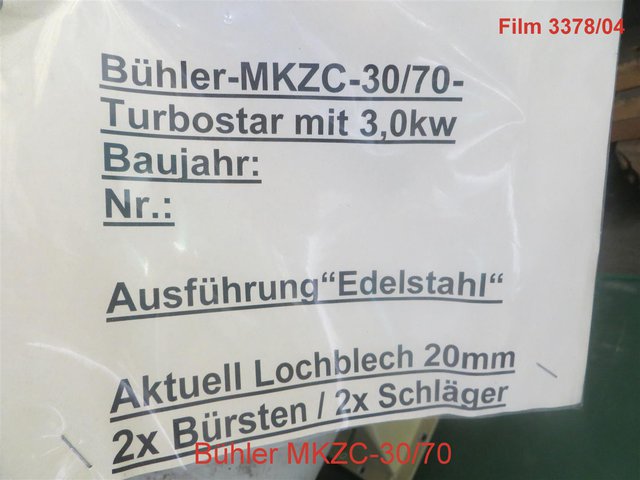 Film 3378/04
Bühler-MKZC-30/70-
Turbostar mit 3,0kw
Baujahr:
Nr.:
Ausführung“Edelstahl“
Aktuell Lochblech 20mm
2x Bürsten / 2x Schläger
Buhler MKZC-30/70